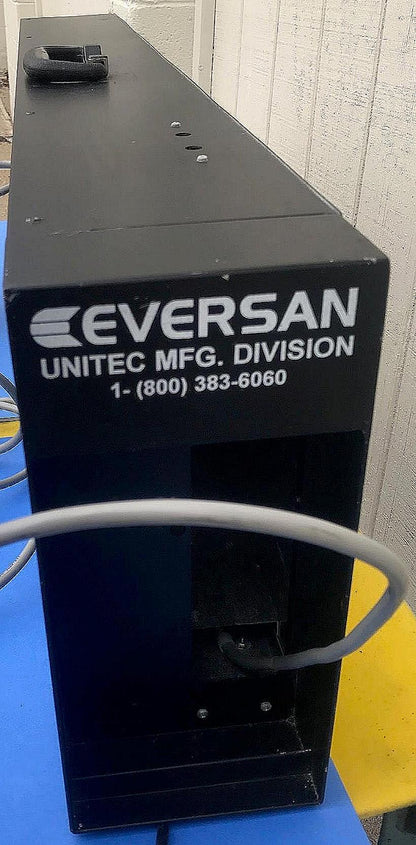 EVERSAN
UNITEC MFG. DIVISION
1- (800) 383-6060